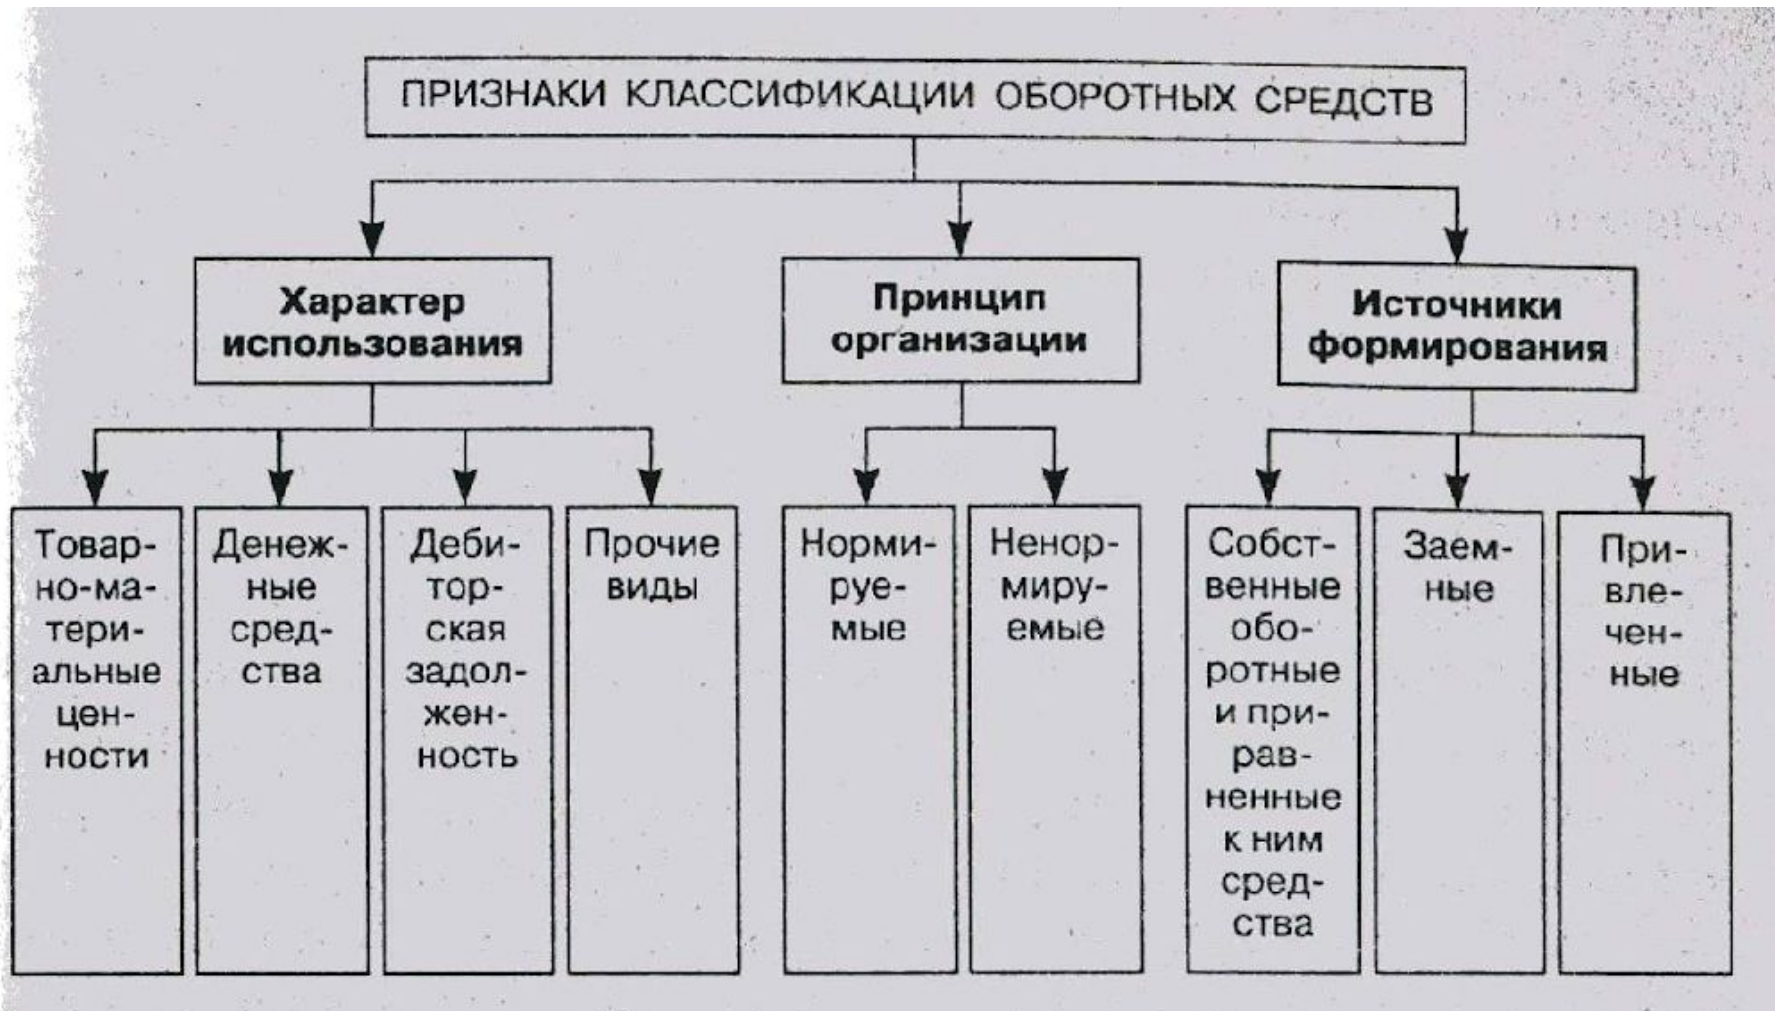 ПРИЗНАКИ КЛАССИФИКАЦИИ ОБОРОТНЫХ СРЕДСТВ
Характер
использования
Принцип
организации
Источники
формирования
Товар-
но-ма-
тери-
альные
цен-
ности
Денеж-
ные
сред-
ства
Деби-
тор-
ская
задол-
жен-
ность
Прочие
виды
Норми-
руе-
мые
Ненор-
миру-
емые
Собст-
венные
обо-
ротные
и при-
рав-
ненные
к ним
сред-
ства
Заем-
ные
При-
вле-
чен-
ные